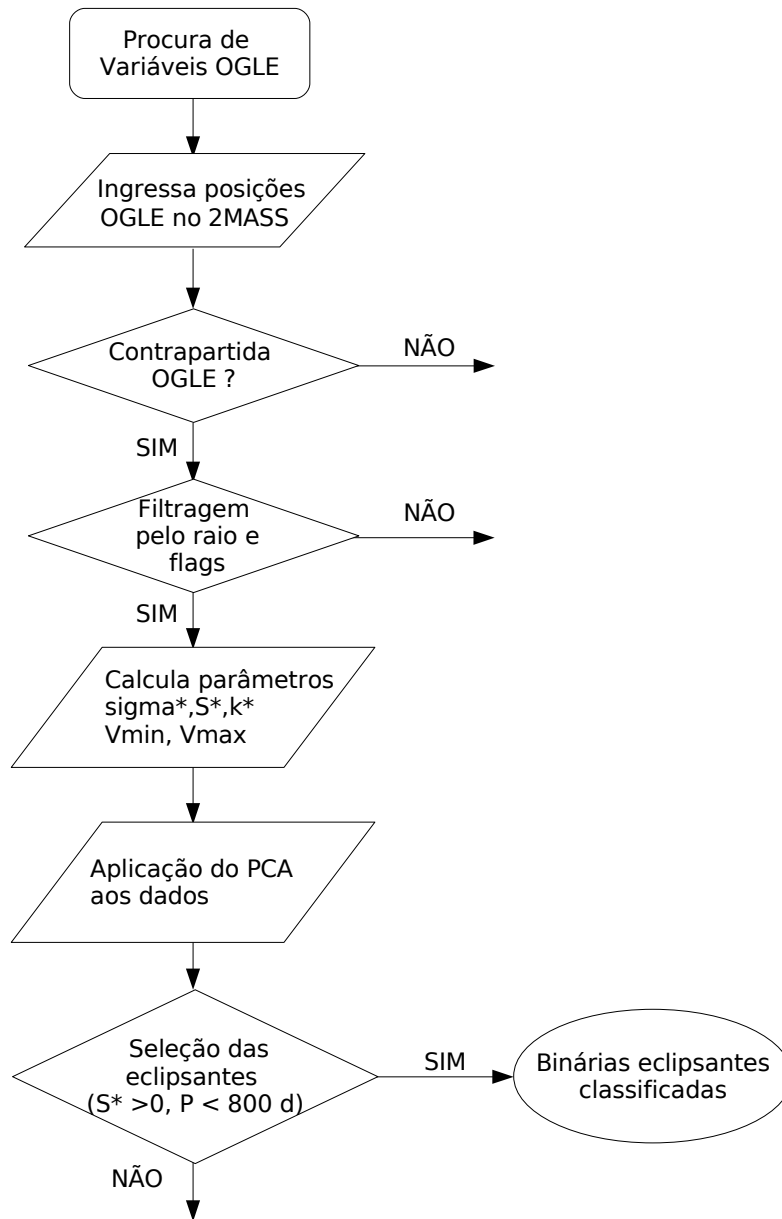 Procura de
Variáveis OGLE
Ingressa posições
OGLE no 2MASS
Contrapartida
OGLE ?
NÃO
SIM
Filtragem
pelo raio e
flags
NÃO
SIM
Calcula parâmetros
sigma*,S*,k*
Vmin, Vmax
Aplicação do PCA
aos dados
Seleção das
eclipsantes
(S* >0, P < 800 d)
SIM
Binárias eclipsantes
classificadas
NÃO